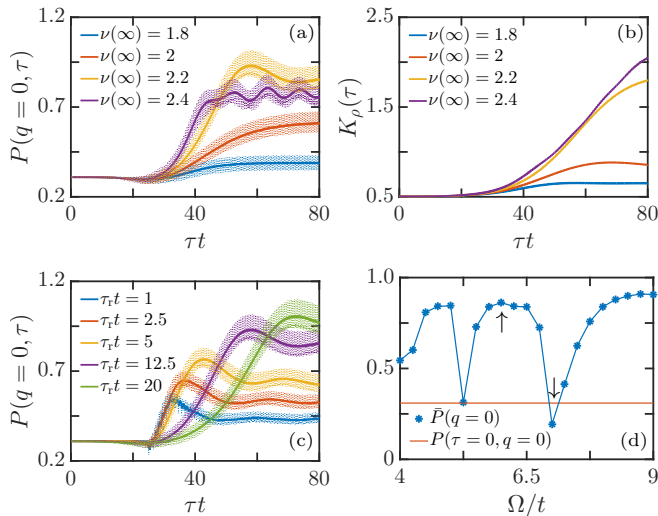 1.2
0.7
0.2
P(q = 0, τ)
ν(∞) = 1.8
ν(∞) = 2
ν(∞) = 2.2
ν(∞) = 2.4
(a)
0
40
80
τt
2.5
1.5
0.5
K_ρ(τ)
ν(∞) = 1.8
ν(∞) = 2
ν(∞) = 2.2
ν(∞) = 2.4
(b)
0
40
80
τt
1.2
0.7
0.2
P(q = 0, τ)
τ_r t = 1
τ_r t = 2.5
τ_r t = 5
τ_r t = 12.5
τ_r t = 20
(c)
0
40
80
τt
1.0
0.5
0
↑
↓
P̄(q = 0)
P(τ = 0, q = 0)
(d)
4
6.5
9
Ω/t